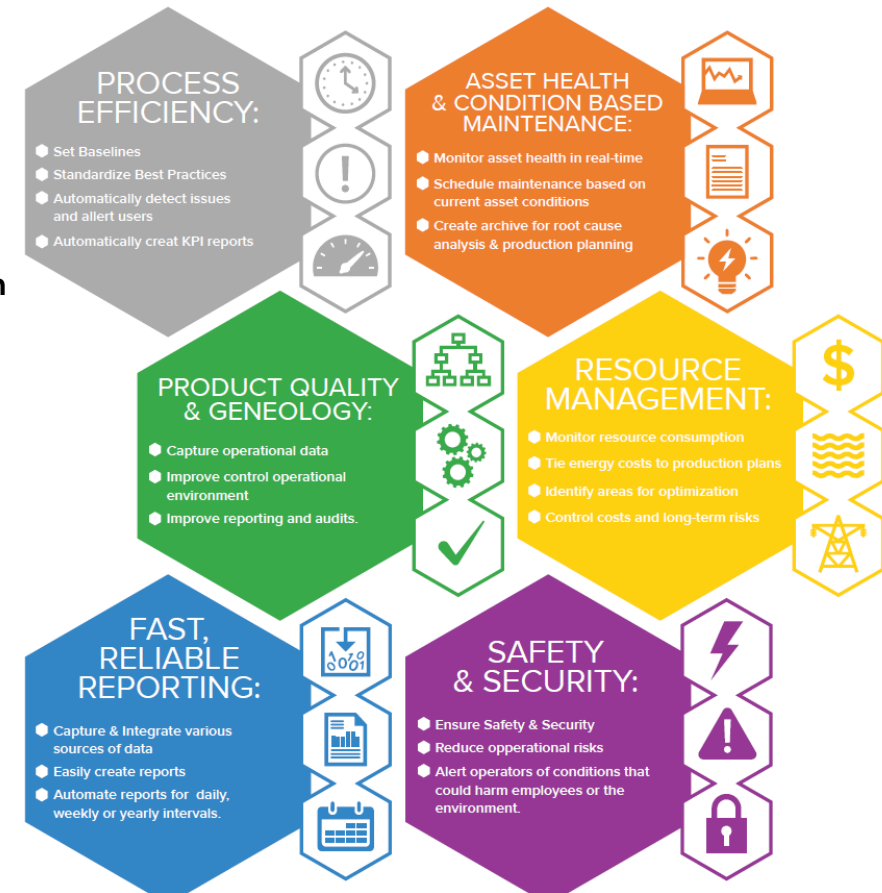 PROCESS
EFFICIENCY:
Set Baselines
Standardize Best Practices
Automatically detect issues
and allert users
Automatically creat KPI reports
ASSET HEALTH
& CONDITION BASED
MAINTENANCE:
Monitor asset health in real-time
Schedule maintenance based on
current asset conditions
Create archive for root cause
analysis & production planning
n
PRODUCT QUALITY
& GENEOLOGY:
Capture operational data
Improve control operational
environment
Improve reporting and audits.
RESOURCE
MANAGEMENT:
$
Monitor resource consumption
Tie energy costs to production plans
Identify areas for optimization
Control costs and long-term risks
FAST,
RELIABLE
REPORTING:
Capture & Integrate various
sources of data
Easily create reports
Automate reports for daily,
weekly or yearly intervals.
SAFETY
& SECURITY:
Ensure Safety & Security
Reduce opperational risks
Alert operators of conditions that
could harm employees or the
environment.